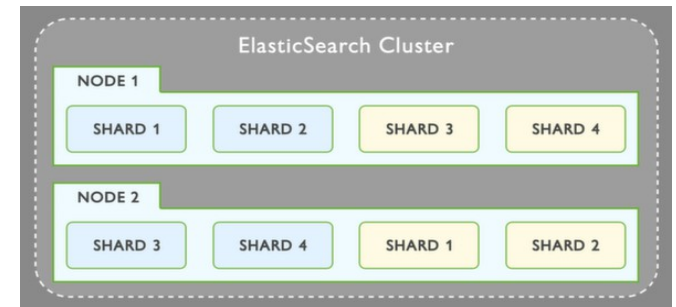 ElasticSearch Cluster
NODE 1
SHARD 1 SHARD 2 SHARD 3 SHARD 4
NODE 2
SHARD 3 SHARD 4 SHARD 1 SHARD 2